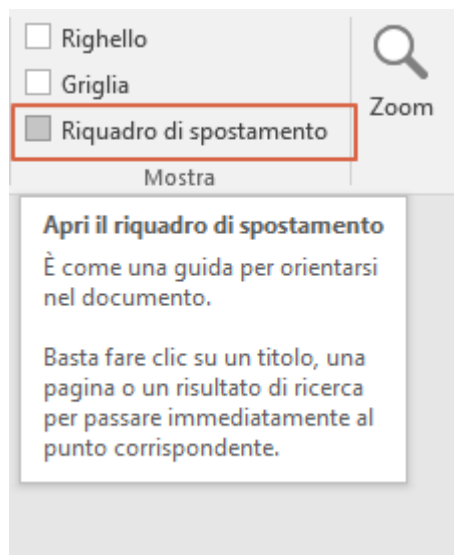 Righello
Griglia
Riquadro di spostamento
Zoom
Mostra
Apri il riquadro di spostamento
È come una guida per orientarsi
nel documento.
Basta fare clic su un titolo, una
pagina o un risultato di ricerca
per passare immediatamente al
punto corrispondente.